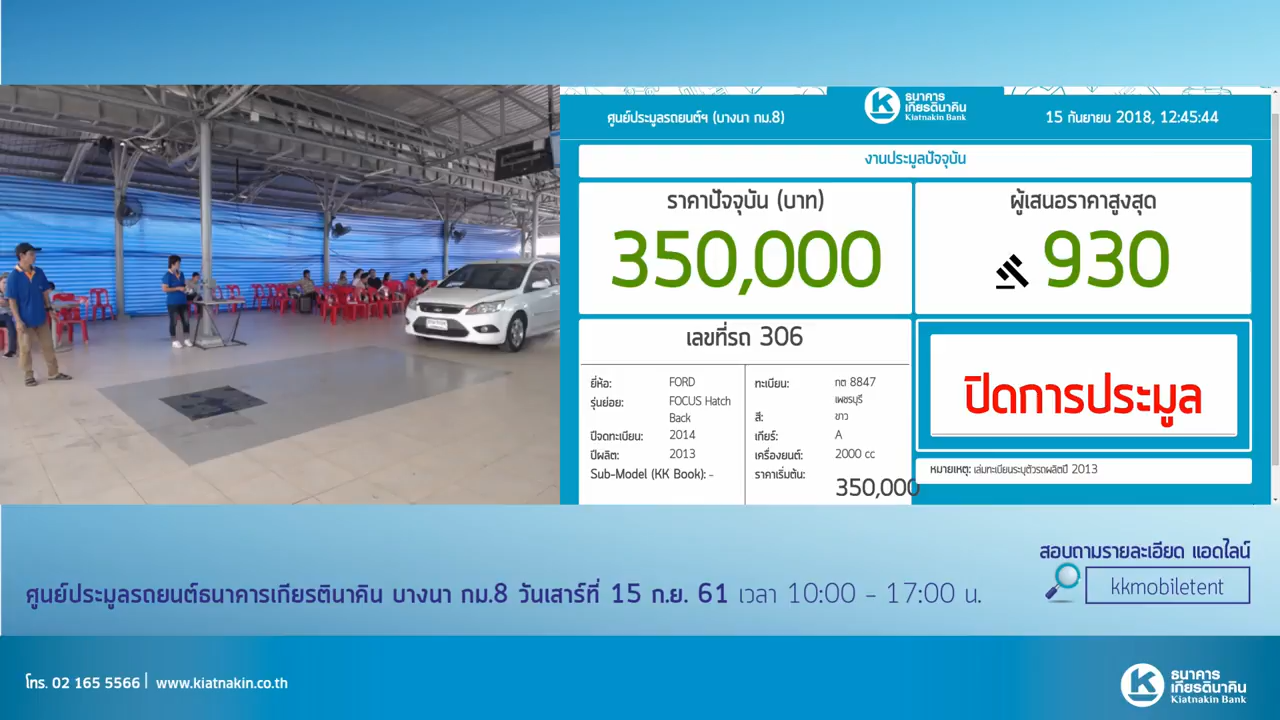 ศูนย์ประมูลรถยนต์ฯ (บางนา กม.8)
ธนาคาร
เกียรตินาคิน
Kiatnakin Bank
15 กันยายน 2018, 12:45:44
งานประมูลปัจจุบัน
ราคาปัจจุบัน (บาท)
350,000
ผู้เสนอราคาสูงสุด
930
เลขที่รถ 306
ยี่ห้อ: FORD
รุ่นย่อย: FOCUS Hatch
Back
ปีจดทะเบียน: 2014
ปีผลิต: 2013
Sub-Model (KK Book): -
ทะเบียน: กต 8847
เพชรบุรี
สี: ขาว
เกียร์: A
เครื่องยนต์: 2000 cc
ราคาเริ่มต้น:
350,000
ปิดการประมูล
หมายเหตุ: เล่มทะเบียนระบุตัวรถผลิตปี 2013
สอบถามรายละเอียด แอดไลน์
kkmobiletent
ศูนย์ประมูลรถยนต์ธนาคารเกียรตินาคิน บางนา กม.8 วันเสาร์ที่ 15 ก.ย. 61 เวลา 10:00 - 17:00 น.
โทร. 02 165 5566 | www.kiatnakin.co.th
ธนาคาร
เกียรตินาคิน
Kiatnakin Bank